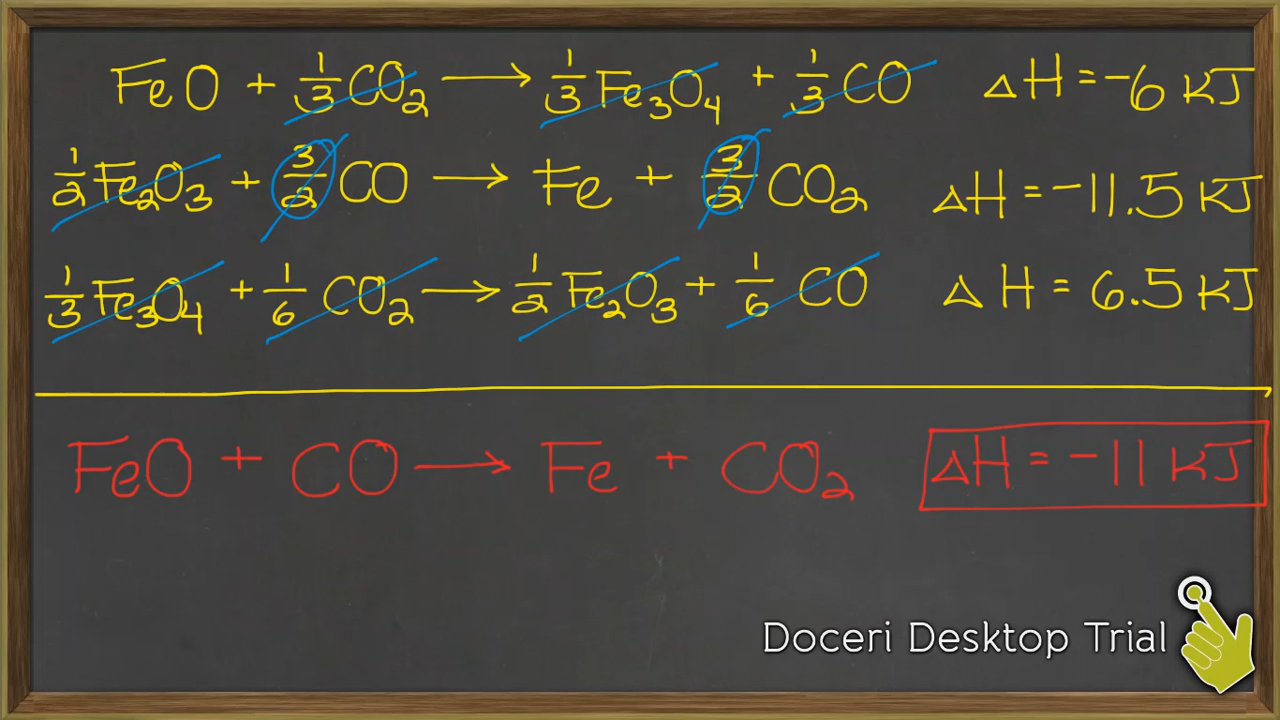 FeO + 1/3 CO₂ → 1/3 Fe₃O₄ + 1/3 CO ΔH = -6 kJ
1/2 Fe₂O₃ + 3/2 CO → Fe + 3/2 CO₂ ΔH = -11.5 kJ
1/3 Fe₃O₄ + 1/6 CO₂ → 1/2 Fe₂O₃ + 1/6 CO ΔH = 6.5 kJ
FeO + CO → Fe + CO₂ ΔH = -11 kJ
Doceri Desktop Trial